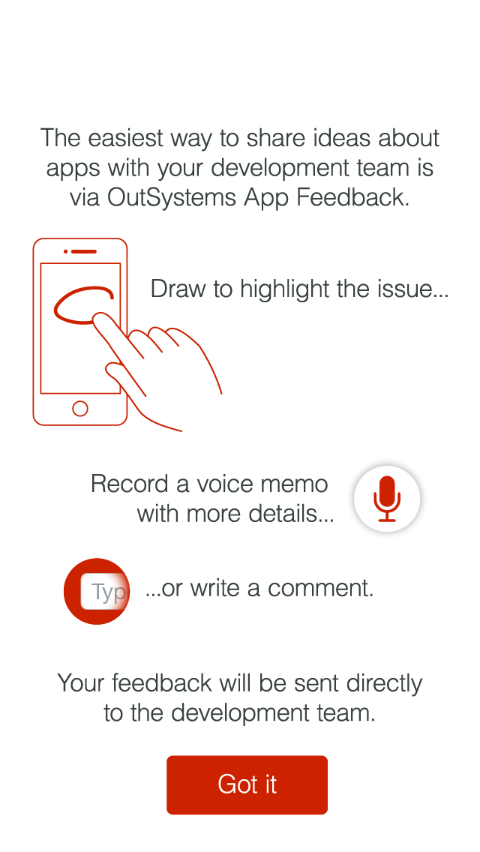 The easiest way to share ideas about
apps with your development team is
via OutSystems App Feedback.
Draw to highlight the issue...
Record a voice memo
with more details...
Typ
...or write a comment.
Your feedback will be sent directly
to the development team.
Got it